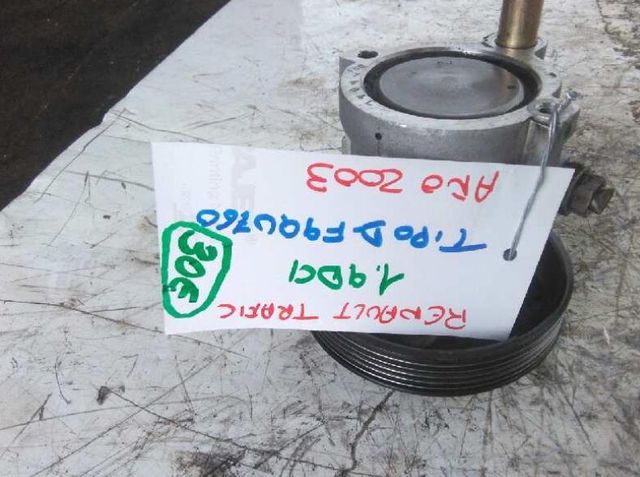 RENAULT TRAFIC
1.9DCI
TIPO D F9QU760
30€
AÑO 2003